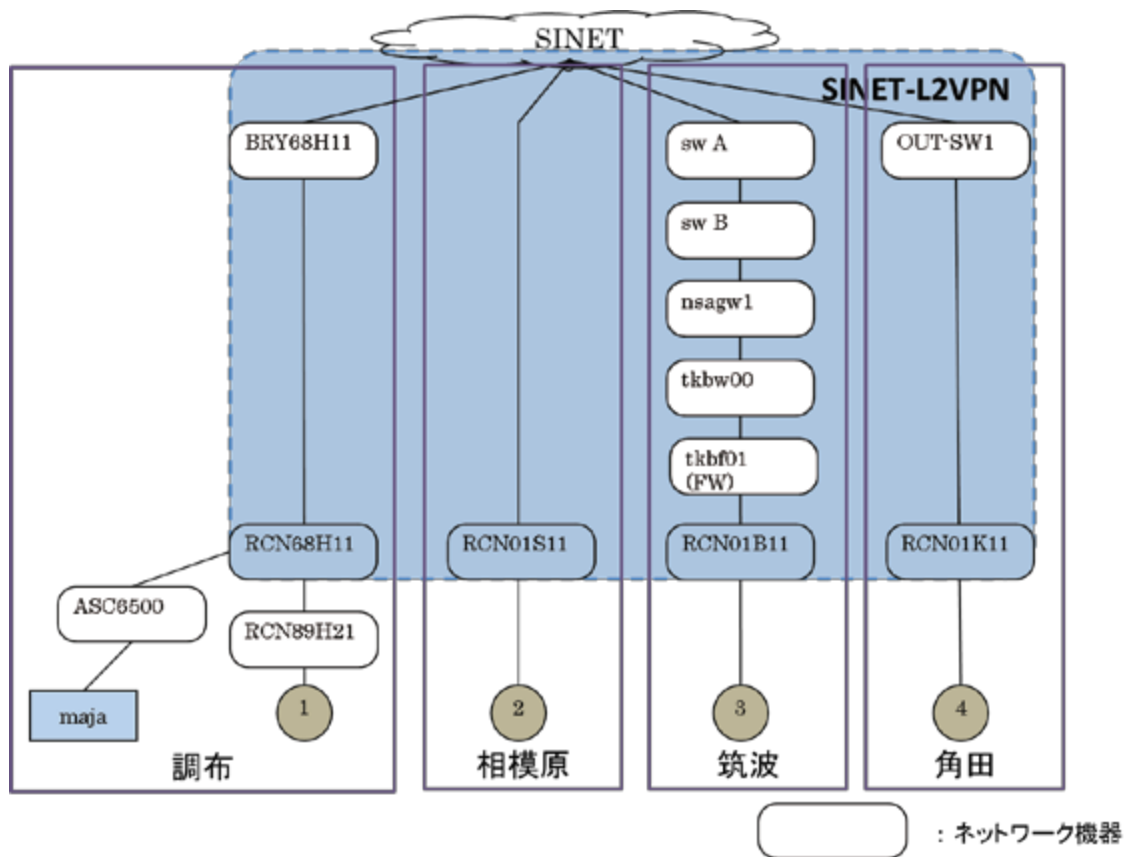 SINET
SINET-L2VPN
BRY68H11
sw A
OUT-SW1
sw B
nsagw1
tkbw00
tkbf01
(FW)
RCN68H11
RCN01S11
RCN01B11
RCN01K11
ASC6500
RCN89H21
maja
1
2
3
4
調布
相模原
筑波
角田
：ネットワーク機器